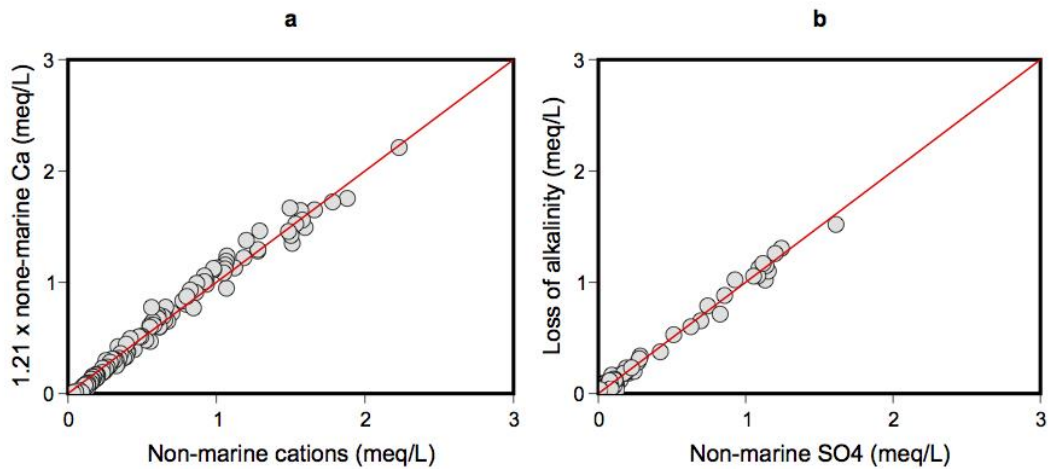 a
b
3
2
1
0
0
1
2
3
1.21 x none-marine Ca (meq/L)
Non-marine cations (meq/L)
3
2
1
0
0
1
2
3
Loss of alkalinity (meq/L)
Non-marine SO4 (meq/L)